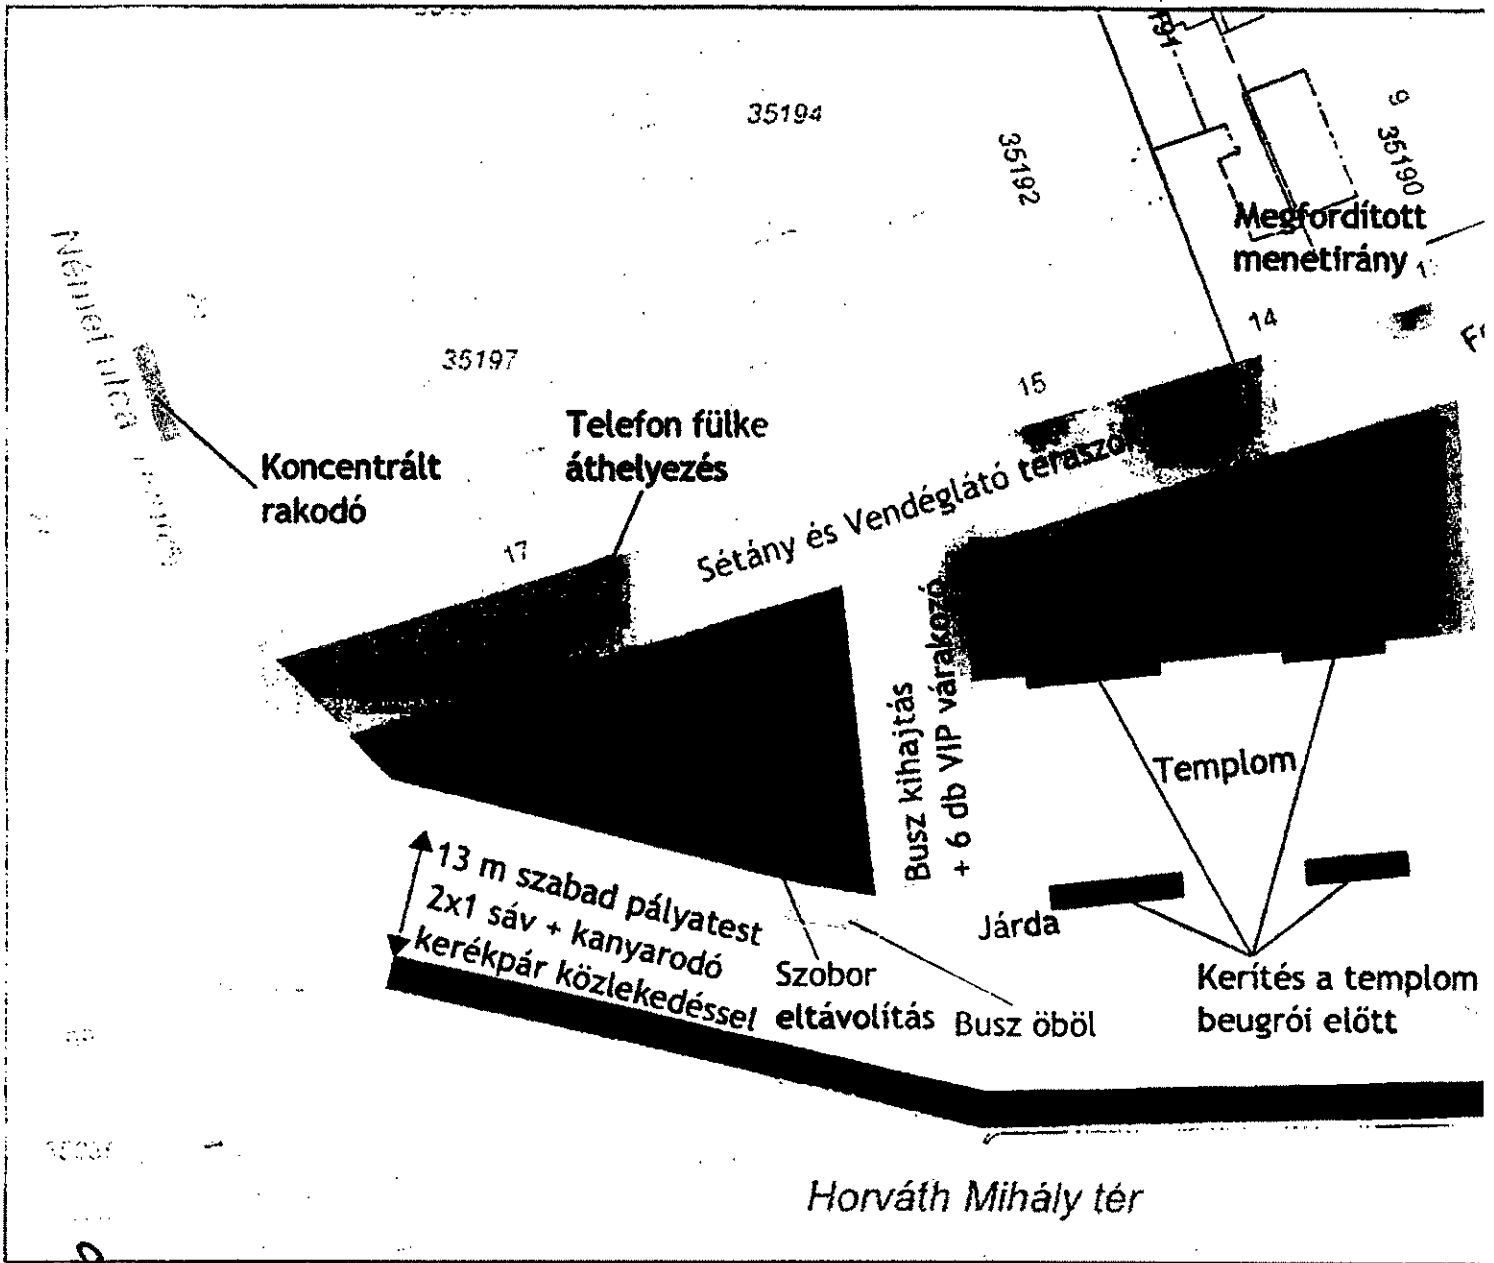 35194
35192
9
35190
Megfordított
menetirány
14
15
35197
Német utca
Telefon fülke
áthelyezés
Koncentrált
rakodó
Sétány és Vendéglátó teraszo
17
Busz kihajtás
+ 6 db VIP várakozó
Templom
13 m szabad pályatest
2x1 sáv + kanyarodó
kerékpár közlekedéssel
Járda
Szobor
eltávolítás
Busz öböl
Kerítés a templom
beugrói előtt
Horváth Mihály tér